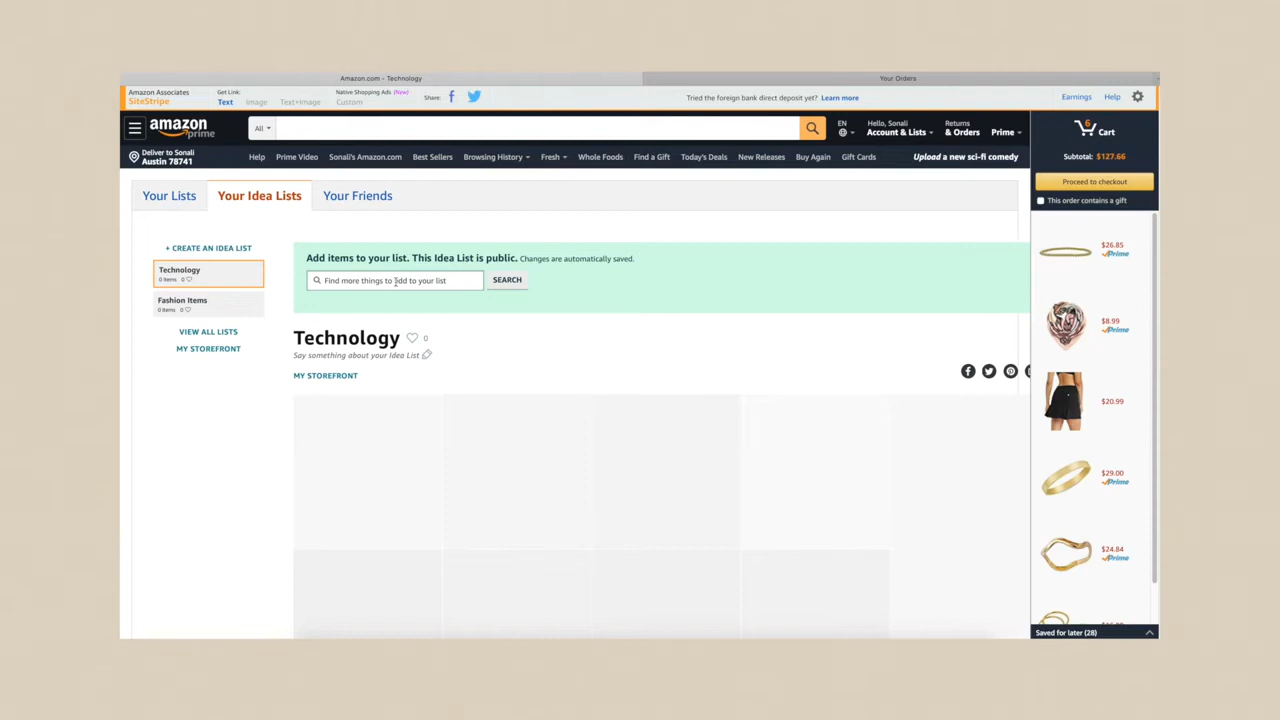 Amazon.com - Technology
Your Orders
Amazon Associates
SiteStripe
Get Link:
Text Image Text+Image
Native Shopping Ads (New)
Custom
Share:
Tried the foreign bank direct deposit yet? Learn more
Earnings Help
amazon
prime
All
EN
Hello, Sonali
Account & Lists
Returns
& Orders
Prime
6
Cart
Deliver to Sonali
Austin 78741
Help Prime Video Sonali's Amazon.com Best Sellers Browsing History Fresh Whole Foods Find a Gift Today's Deals New Releases Buy Again Gift Cards Upload a new sci-fi comedy
Subtotal: $127.66
Proceed to checkout
This order contains a gift
Your Lists Your Idea Lists Your Friends
+ CREATE AN IDEA LIST
Technology
0 items 0
Fashion Items
0 items 0
VIEW ALL LISTS
MY STOREFRONT
Add items to your list. This Idea List is public. Changes are automatically saved.
Find more things to add to your list
SEARCH
Technology 0
Say something about your Idea List
MY STOREFRONT
$26.85
Prime
$8.99
Prime
$20.99
$29.00
Prime
$24.84
Prime
Saved for later (28)